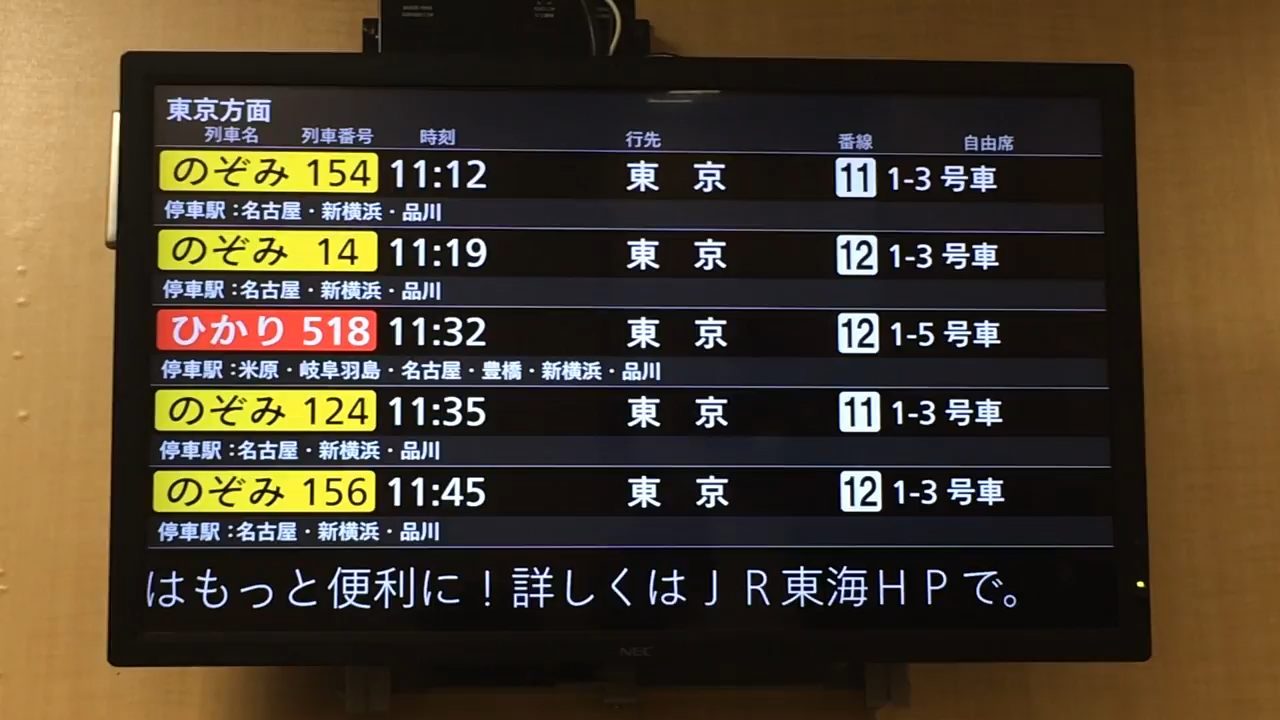 東京方面
列車名 列車番号 時刻 行先 番線 自由席
のぞみ 154 11:12 東 京 11 1-3 号車
停車駅：名古屋・新横浜・品川
のぞみ 14 11:19 東 京 12 1-3 号車
停車駅：名古屋・新横浜・品川
ひかり 518 11:32 東 京 12 1-5 号車
停車駅：米原・岐阜羽島・名古屋・豊橋・新横浜・品川
のぞみ 124 11:35 東 京 11 1-3 号車
停車駅：名古屋・新横浜・品川
のぞみ 156 11:45 東 京 12 1-3 号車
停車駅：名古屋・新横浜・品川
はもっと便利に！詳しくはＪＲ東海ＨＰで。
NEC